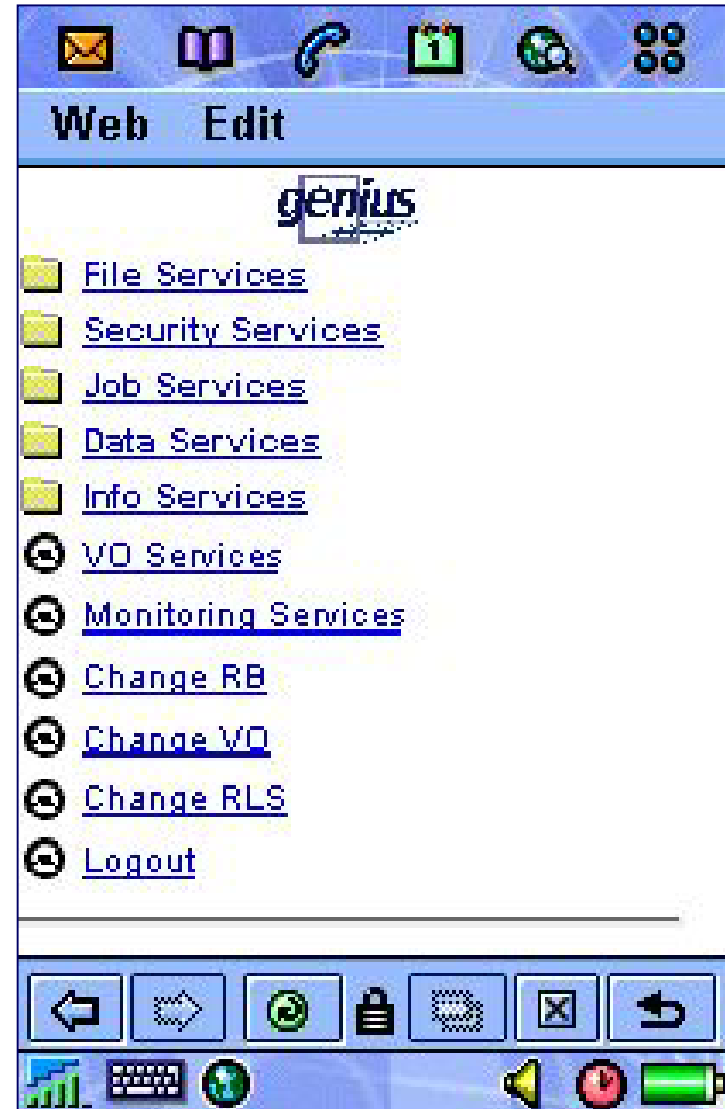 1
Web Edit
genius
File Services
Security Services
Job Services
Data Services
Info Services
VO Services
Monitoring Services
Change RB
Change VO
Change RLS
Logout